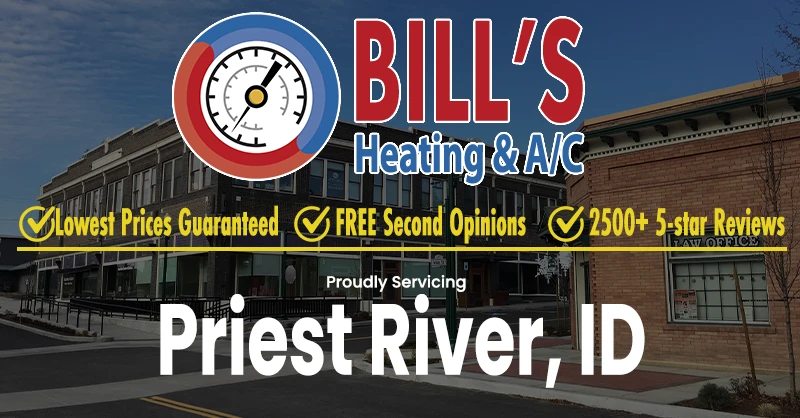 BILL'S
Heating & A/C
Lowest Prices Guaranteed FREE Second Opinions 2500+ 5-star Reviews
LAW OFFICE
Proudly Servicing
Priest River, ID